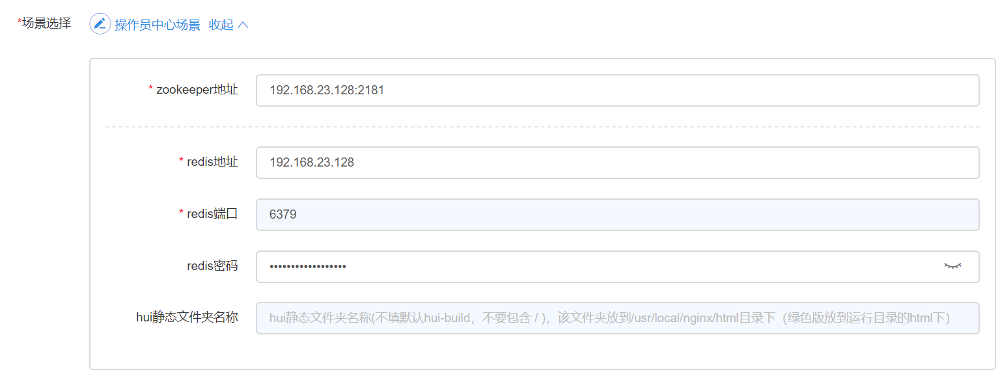 *场景选择 操作员中心场景 收起
* zookeeper地址 192.168.23.128:2181
* redis地址 192.168.23.128
* redis端口 6379
redis密码 ••••••••••••••••••
hui静态文件夹名称 hui静态文件夹名称(不填默认hui-build，不要包含 / )，该文件夹放到/usr/local/nginx/html目录下（绿色版放到运行目录的html下）